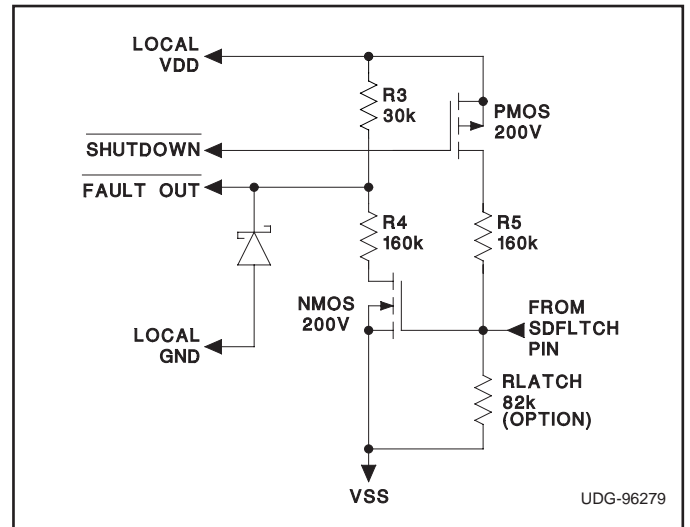 LOCAL
VDD
R3
30k
PMOS
200V
SHUTDOWN
FAULT OUT
R4
160k
R5
160k
NMOS
200V
FROM
SDFLTCH
PIN
LOCAL
GND
RLATCH
82k
(OPTION)
VSS
UDG-96279